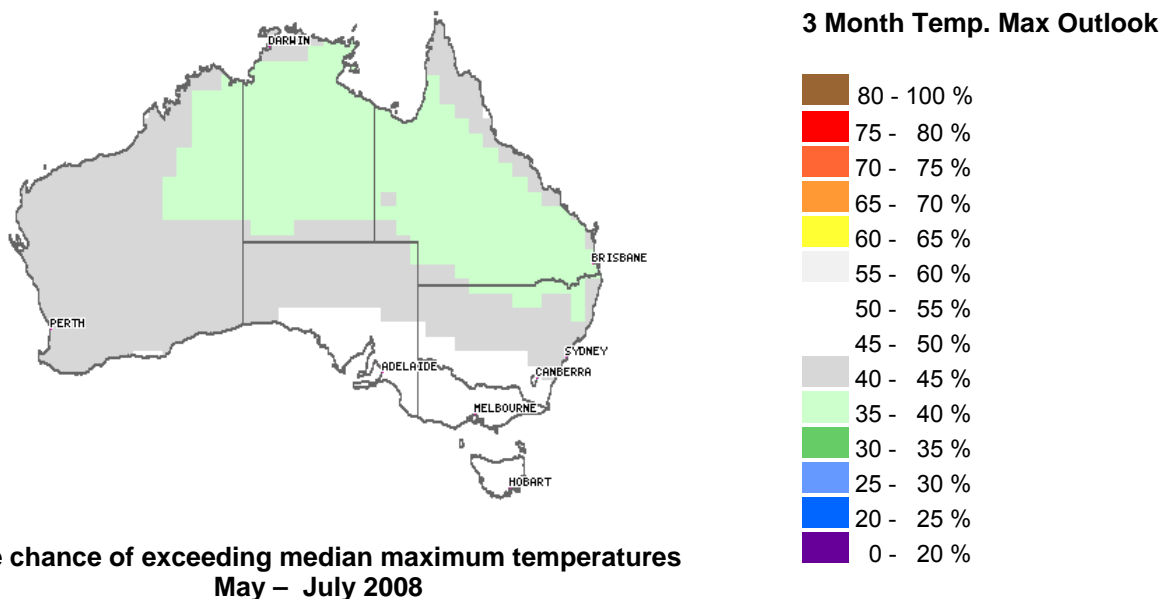 3 Month Temp. Max Outlook
DARWIN
BRISBANE
PERTH
SYDNEY
ADELAIDE
CANBERRA
MELBOURNE
HOBART
80 - 100 %
75 - 80 %
70 - 75 %
65 - 70 %
60 - 65 %
55 - 60 %
50 - 55 %
45 - 50 %
40 - 45 %
35 - 40 %
30 - 35 %
25 - 30 %
20 - 25 %
0 - 20 %
chance of exceeding median maximum temperatures
May – July 2008